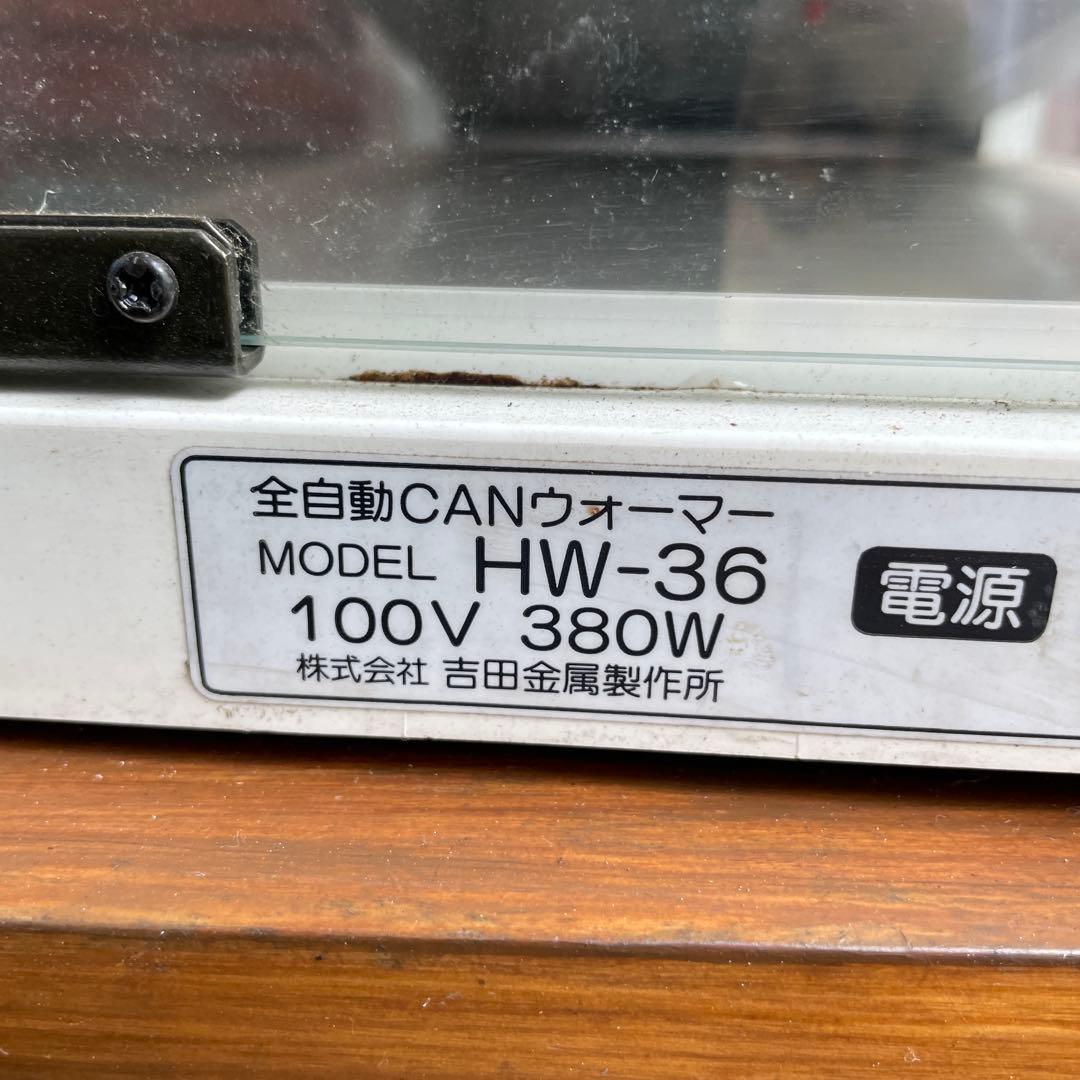 全自動CANウォーマー
MODEL HW-36
100V 380W
株式会社 吉田金属製作所
電源